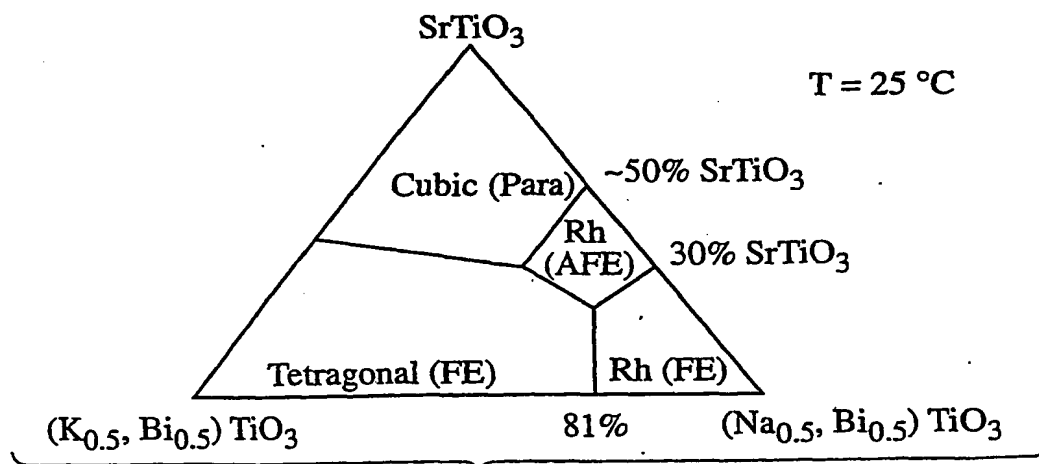 SrTiO₃
T = 25 °C
Cubic (Para)
~50% SrTiO₃
Rh
(AFE)
30% SrTiO₃
Tetragonal (FE)
Rh (FE)
(K₀.₅, Bi₀.₅) TiO₃
81%
(Na₀.₅, Bi₀.₅) TiO₃